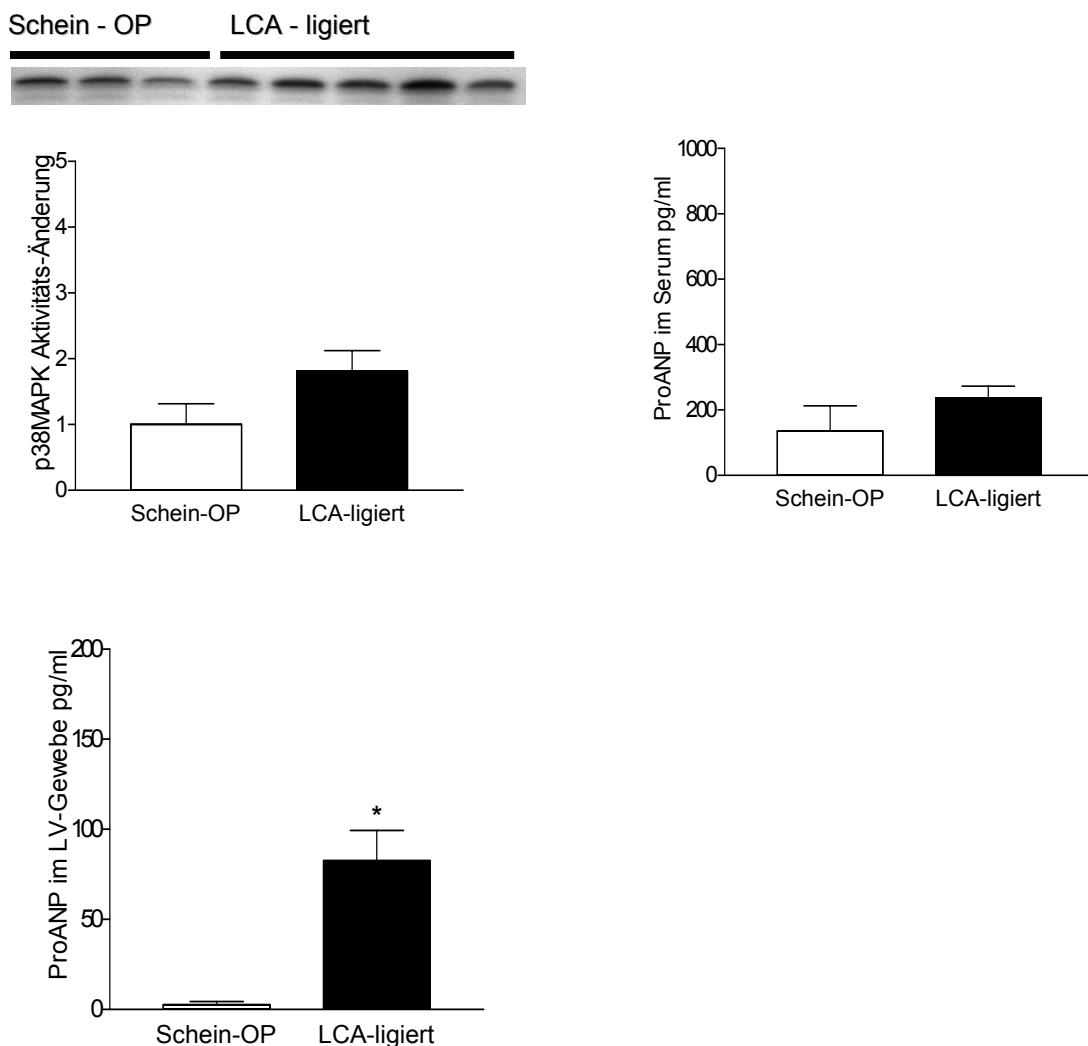 Schein - OP LCA - ligiert
p38MAPK Aktivitäts-Änderung
5
4
3
2
1
0
Schein-OP LCA-ligiert
ProANP im Serum pg/ml
1000
800
600
400
200
0
Schein-OP LCA-ligiert
ProANP im LV-Gewebe pg/ml
200
150
100
50
0
*
Schein-OP LCA-ligiert